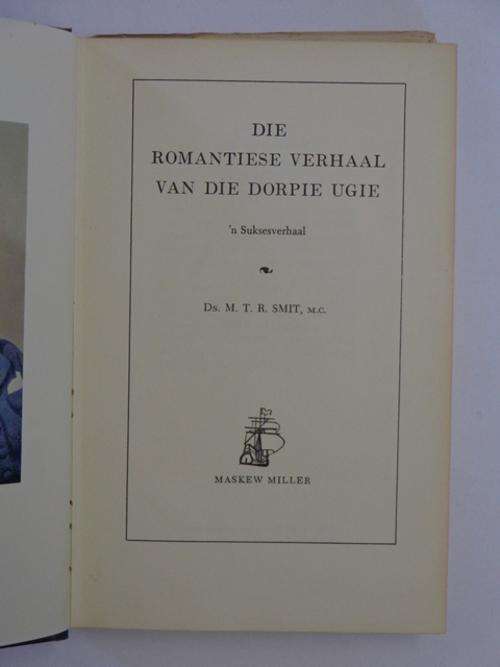 DIE
ROMANTIESE VERHAAL
VAN DIE DORPIE UGIE
'n Suksesverhaal
Ds. M. T. R. SMIT, M.C.
MASKEW MILLER